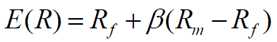 E(R) = R_f + β(R_m − R_f)